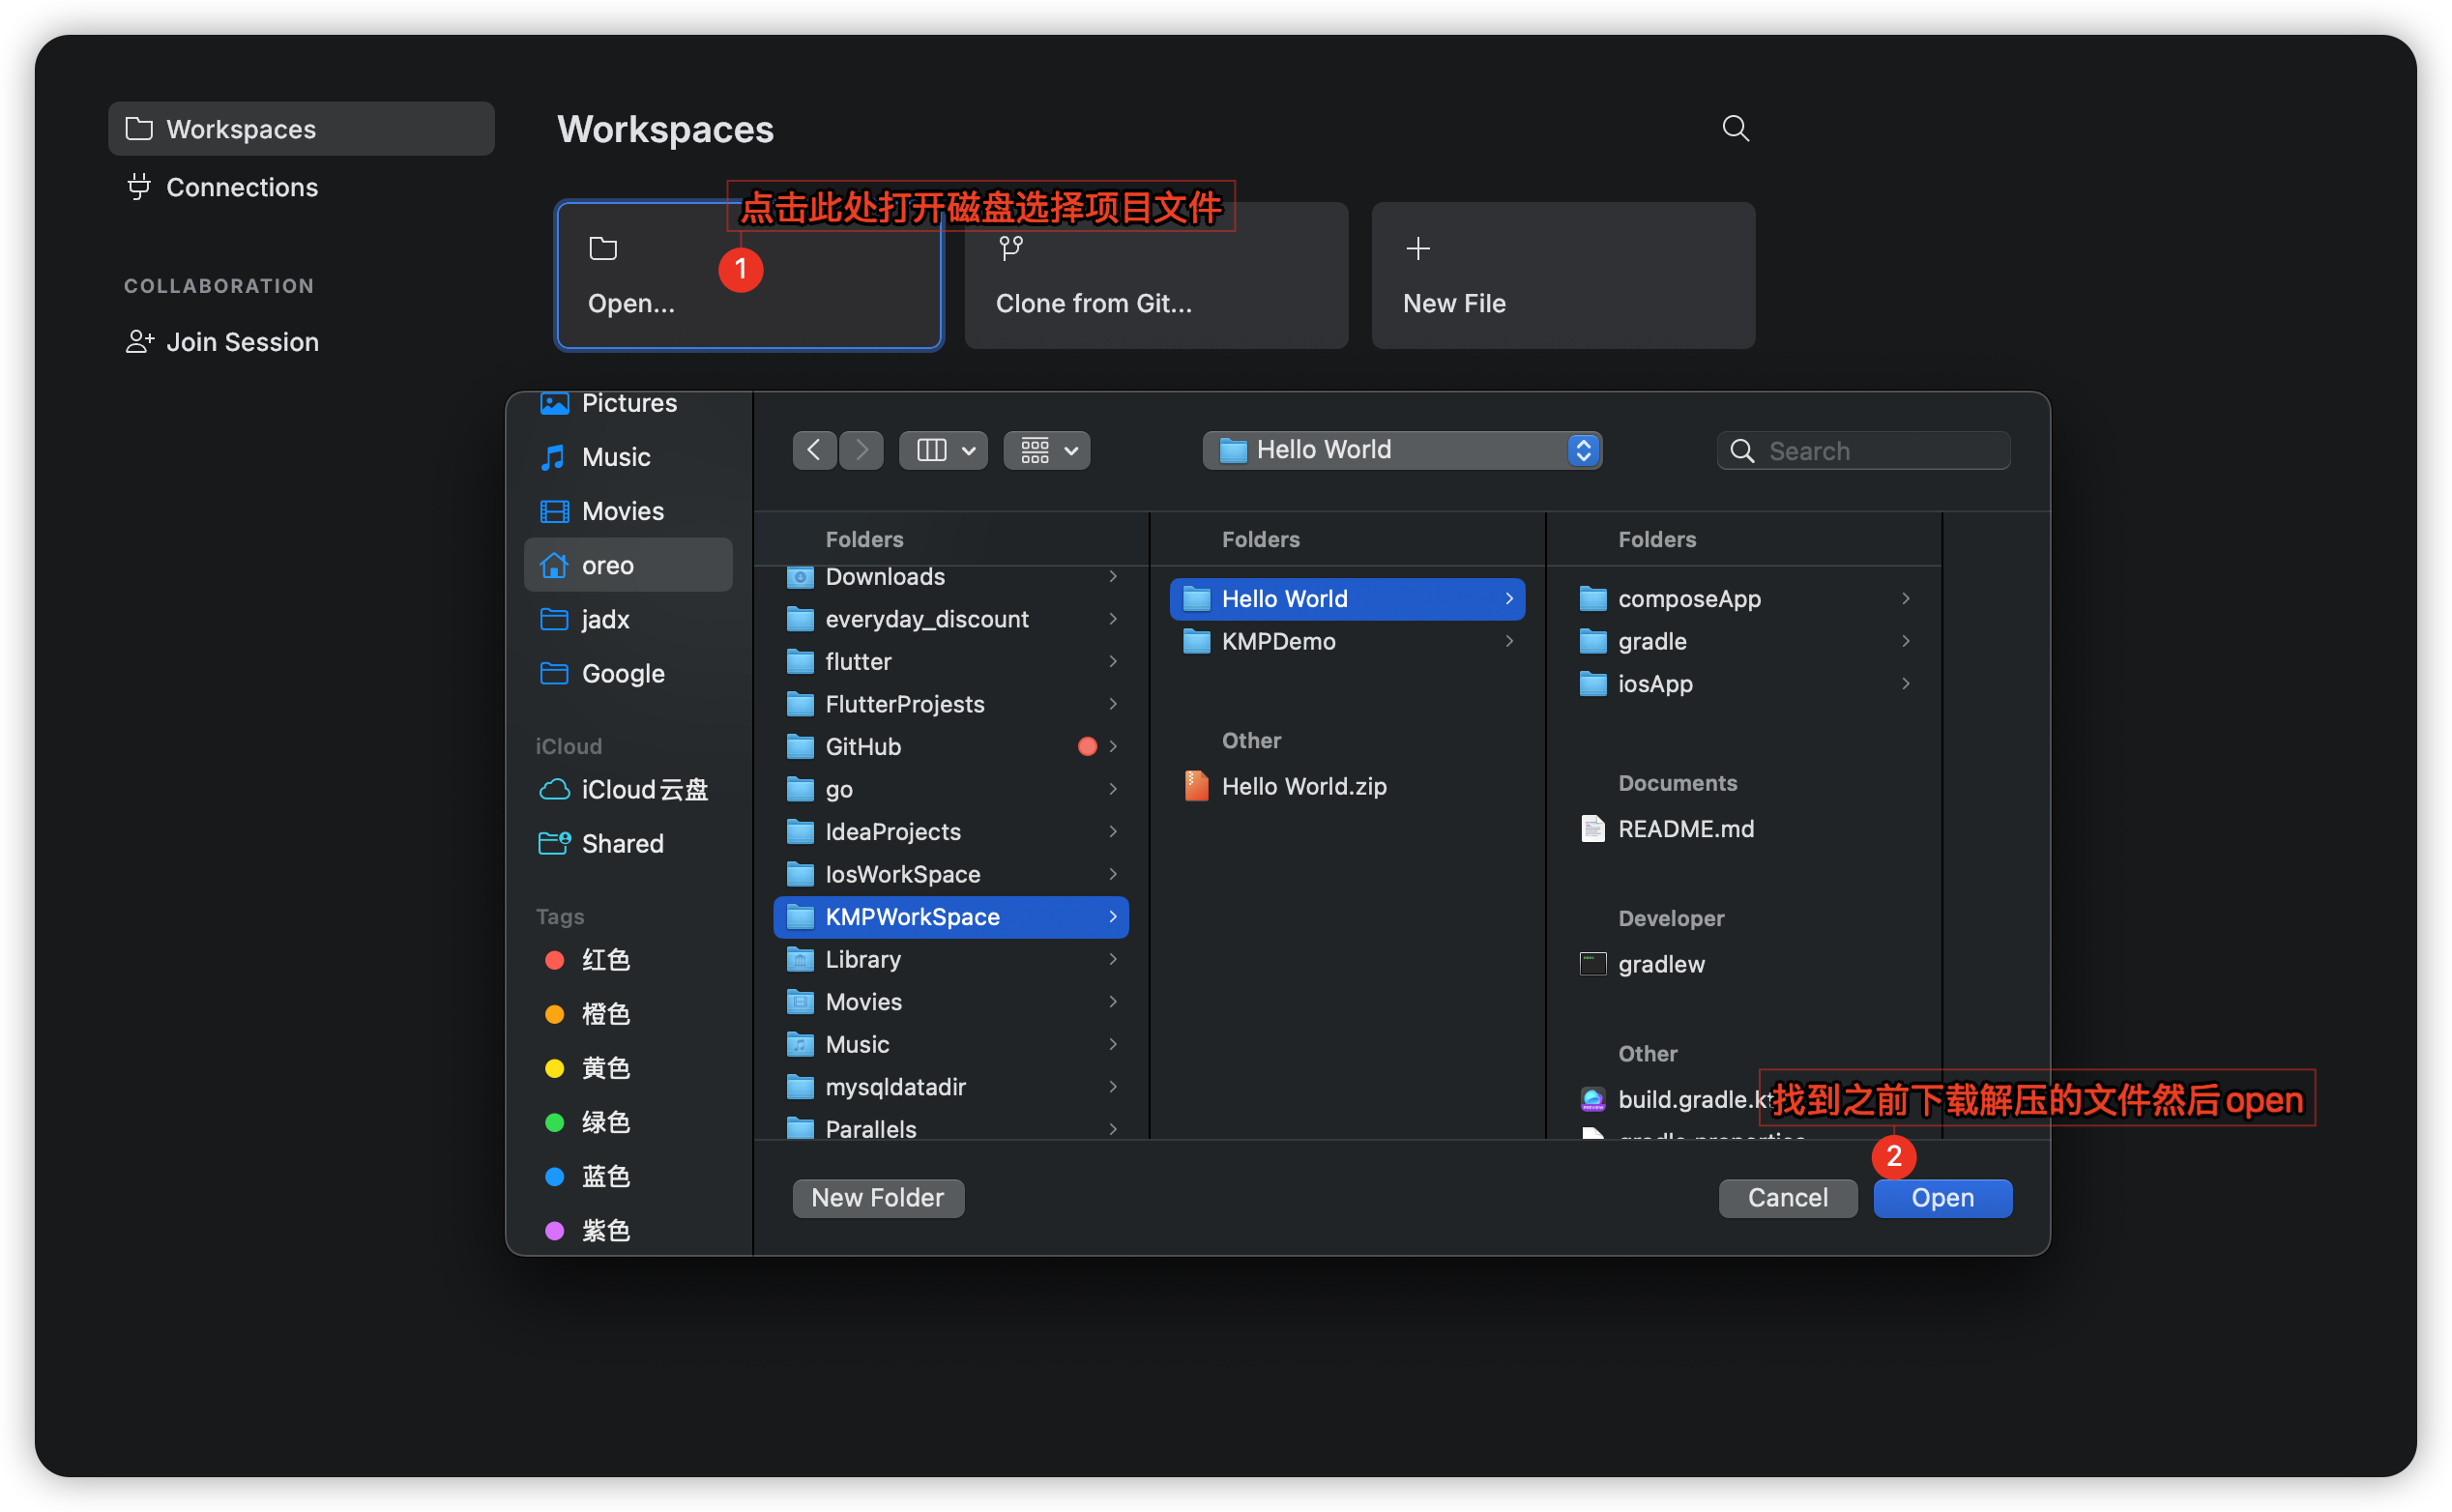 Workspaces
Connections
COLLABORATION
Join Session
Workspaces
点击此处打开磁盘选择项目文件
1
Open...
Clone from Git...
New File
Pictures
Music
Movies
oreo
jadx
Google
iCloud
iCloud云盘
Shared
Tags
红色
橙色
黄色
绿色
蓝色
紫色
Hello World
Search
Folders
Downloads
everyday_discount
flutter
FlutterProjests
GitHub
go
IdeaProjects
IosWorkSpace
KMPWorkSpace
Library
Movies
Music
mysqldatadir
Parallels
Folders
Hello World
KMPDemo
Other
Hello World.zip
Folders
composeApp
gradle
iosApp
Documents
README.md
Developer
gradlew
Other
build.gradle.kt
找到之前下载解压的文件然后open
2
New Folder
Cancel
Open